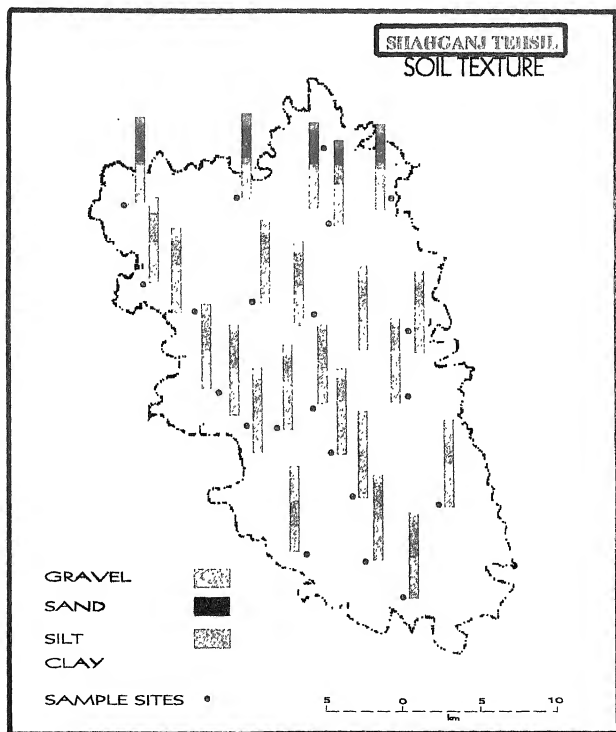 SHAHGANJ TEHSIL
SOIL TEXTURE
GRAVEL
SAND
SILT
CLAY
SAMPLE SITES
5 0 5 10
km